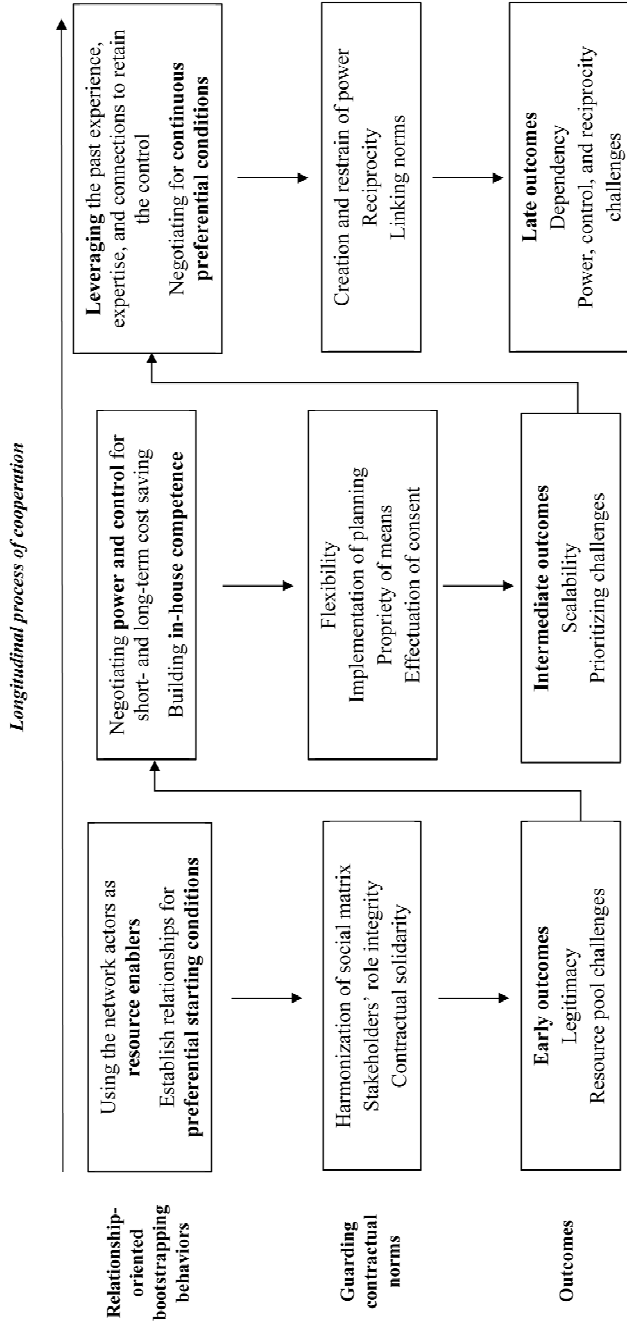 Longitudinal process of cooperation
Relationship-
oriented
bootstrapping
behaviors
Using the network actors as
resource enablers
Establish relationships for
preferential starting conditions
Negotiating power and control for
short- and long-term cost saving
Building in-house competence
Leveraging the past experience,
expertise, and connections to retain
the control
Negotiating for continuous
preferential conditions
Guarding
contractual
norms
Harmonization of social matrix
Stakeholders’ role integrity
Contractual solidarity
Flexibility
Implementation of planning
Propriety of means
Effectuation of consent
Creation and restrain of power
Reciprocity
Linking norms
Outcomes
Early outcomes
Legitimacy
Resource pool challenges
Intermediate outcomes
Scalability
Prioritizing challenges
Late outcomes
Dependency
Power, control, and reciprocity
challenges